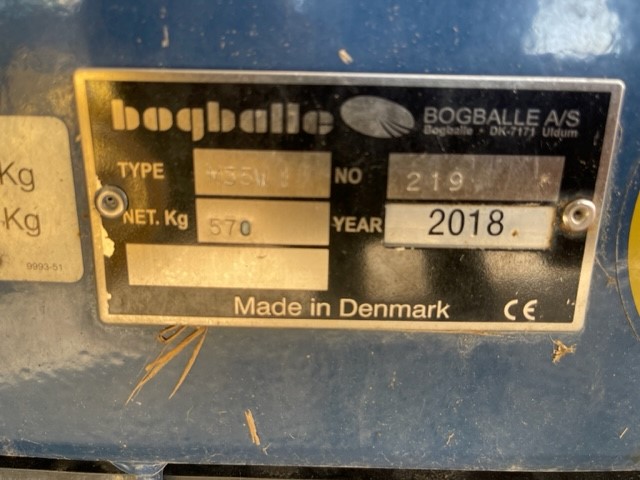 bogballe BOGBALLE A/S
Bogballe • DK-7171 Uldum
TYPE NO 219
NET. Kg 570 YEAR 2018
Made in Denmark CE
Kg
Kg
9993-51